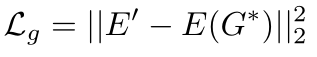 $\mathcal{L}_g = ||E' - E(G^*)||_2^2$